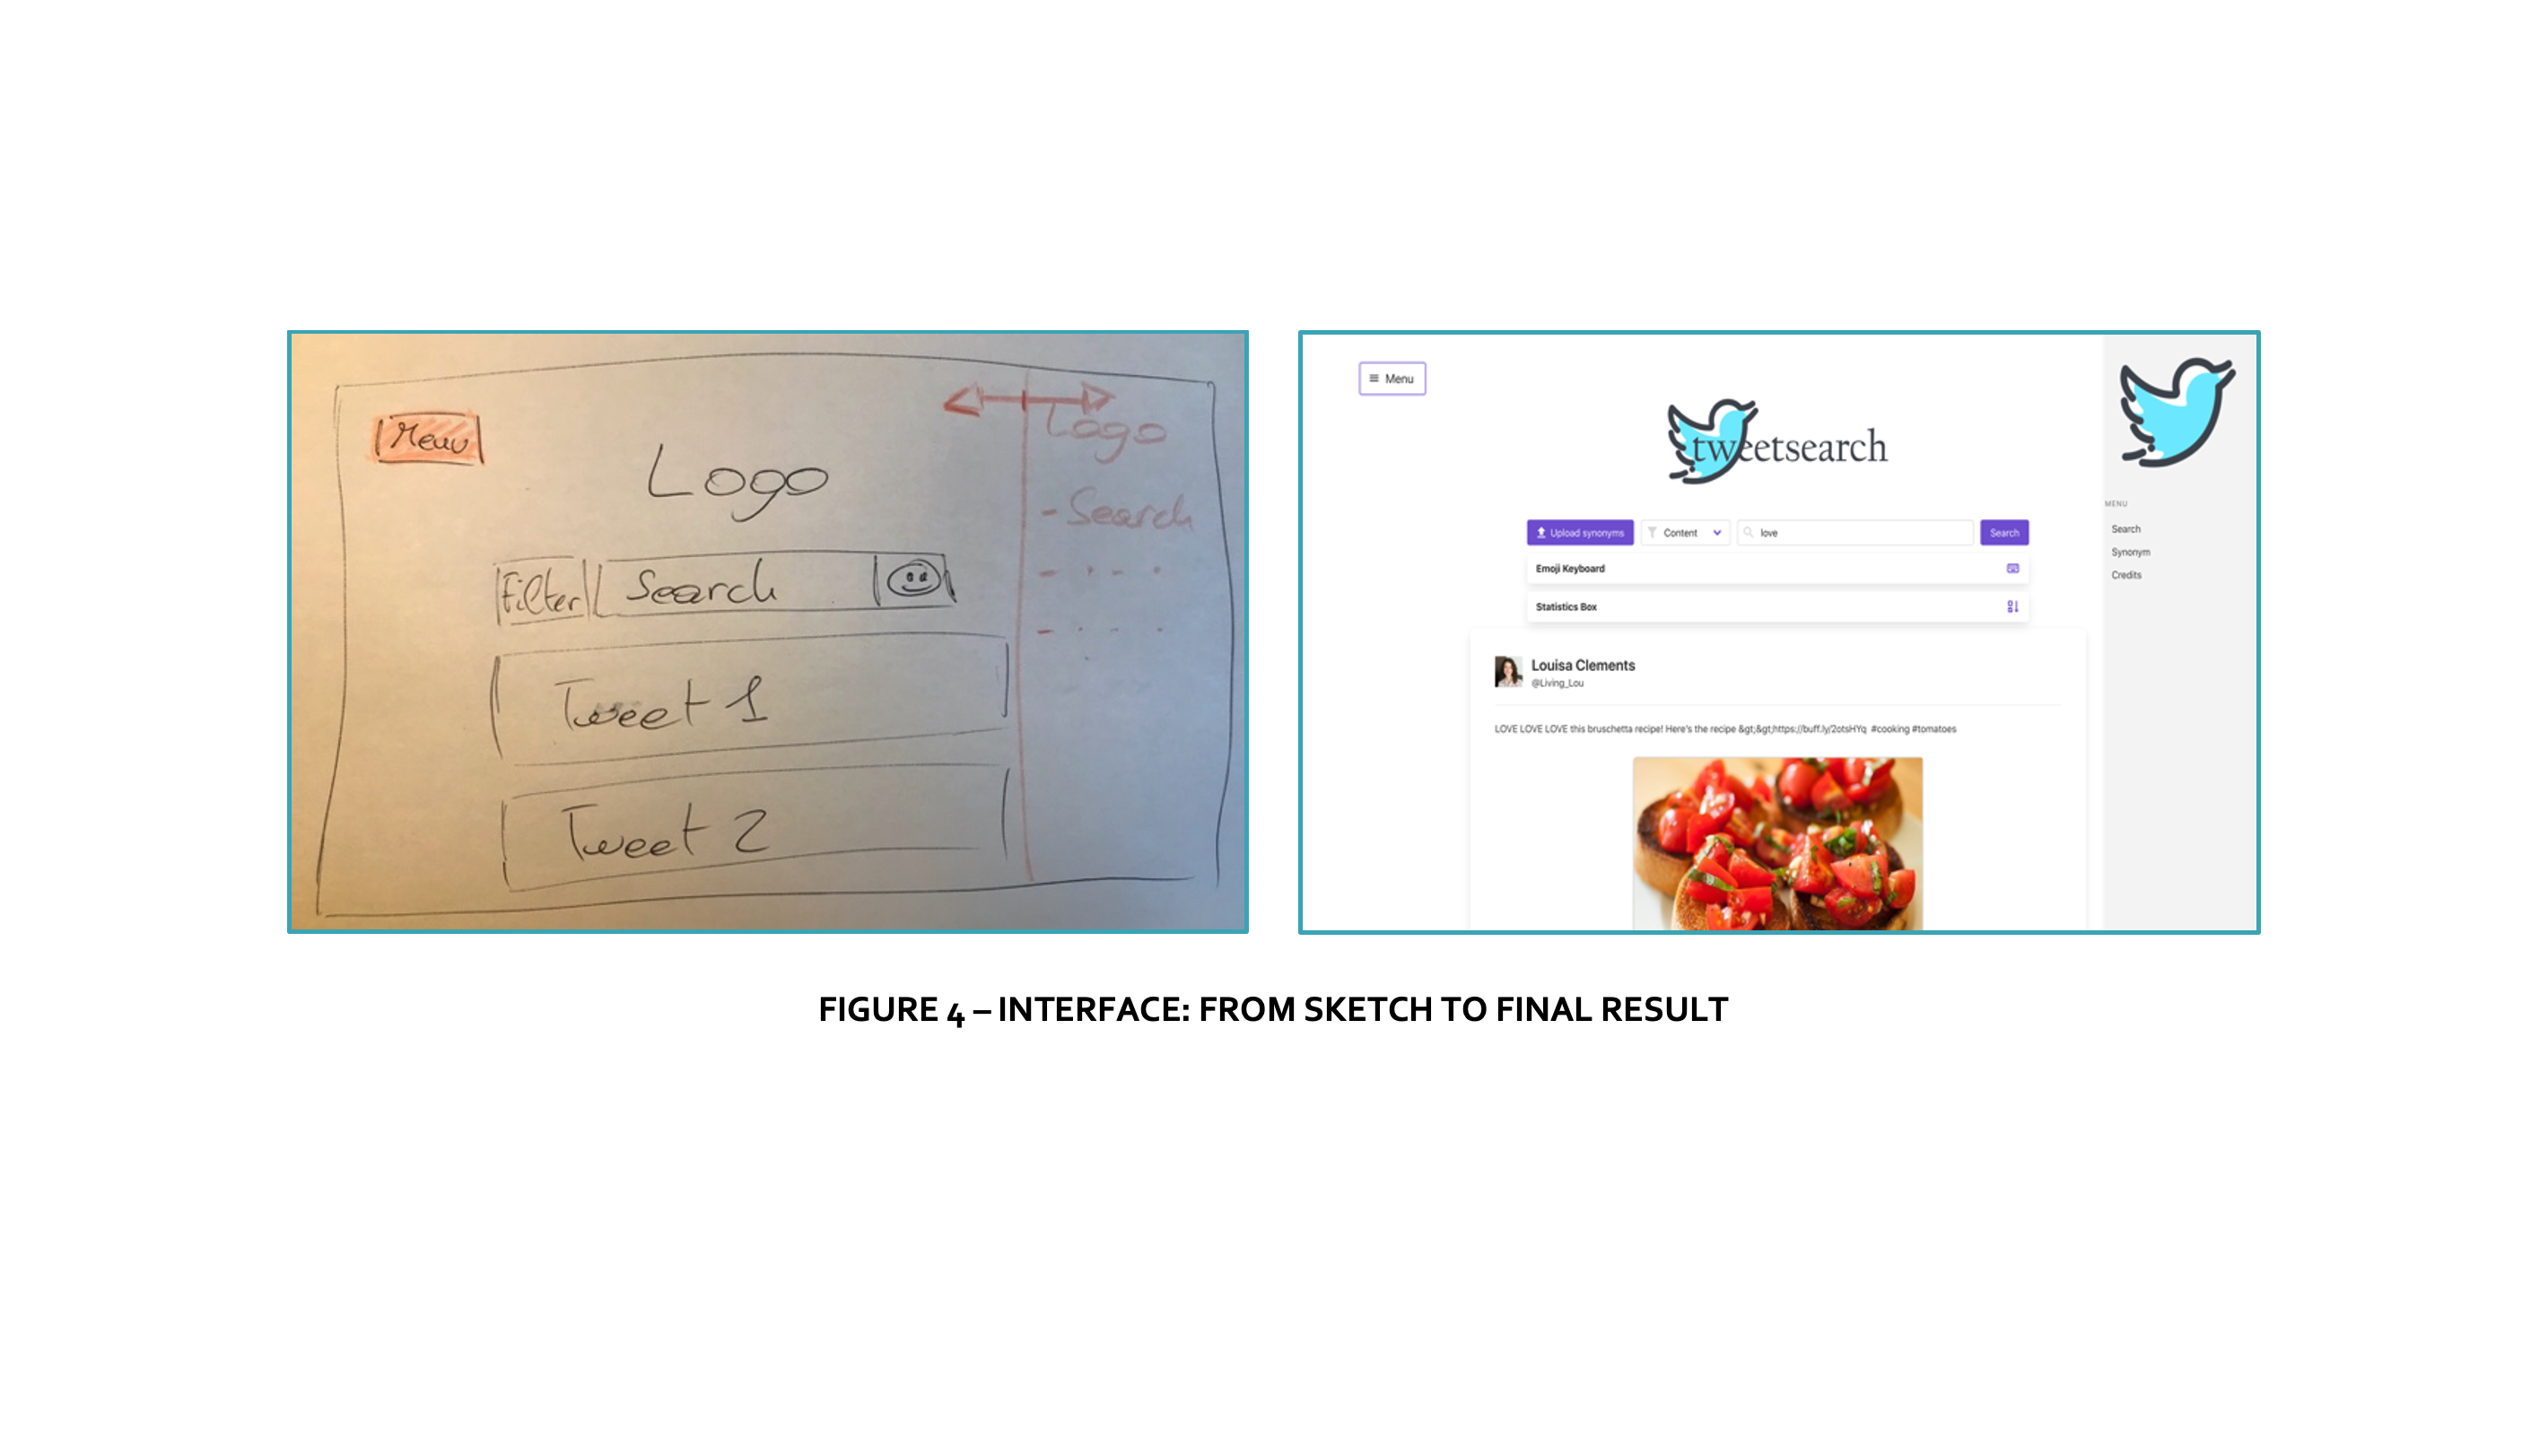 Menu
Logo
Logo
- Search
Filter Search
Tweet 1
Tweet 2
Menu
tweetsearch
Upload synonyms Content love Search
Emoji Keyboard
Statistics Box
Louisa Clements
@Living_Lou
LOVE LOVE LOVE this bruschetta recipe! Here's the recipe &gt;&gt;https://buff.ly/2otsHYq #cooking #tomatoes
MENU
Search
Synonym
Credits
FIGURE 4 – INTERFACE: FROM SKETCH TO FINAL RESULT